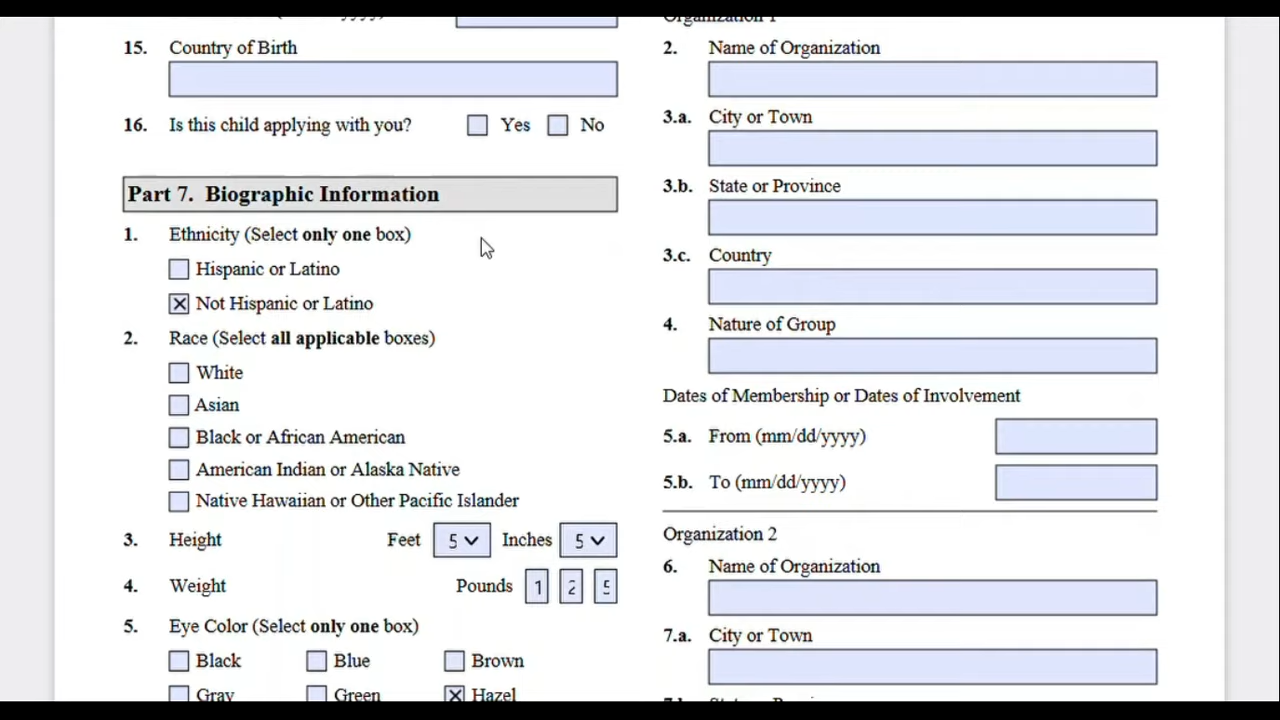 15. Country of Birth
16. Is this child applying with you? Yes No
Part 7. Biographic Information
1. Ethnicity (Select only one box)
Hispanic or Latino
Not Hispanic or Latino
2. Race (Select all applicable boxes)
White
Asian
Black or African American
American Indian or Alaska Native
Native Hawaiian or Other Pacific Islander
3. Height Feet 5 Inches 5
4. Weight Pounds 1 2 5
5. Eye Color (Select only one box)
Black Blue Brown
Gray Green Hazel
Organization 1
2. Name of Organization
3.a. City or Town
3.b. State or Province
3.c. Country
4. Nature of Group
Dates of Membership or Dates of Involvement
5.a. From (mm/dd/yyyy)
5.b. To (mm/dd/yyyy)
Organization 2
6. Name of Organization
7.a. City or Town